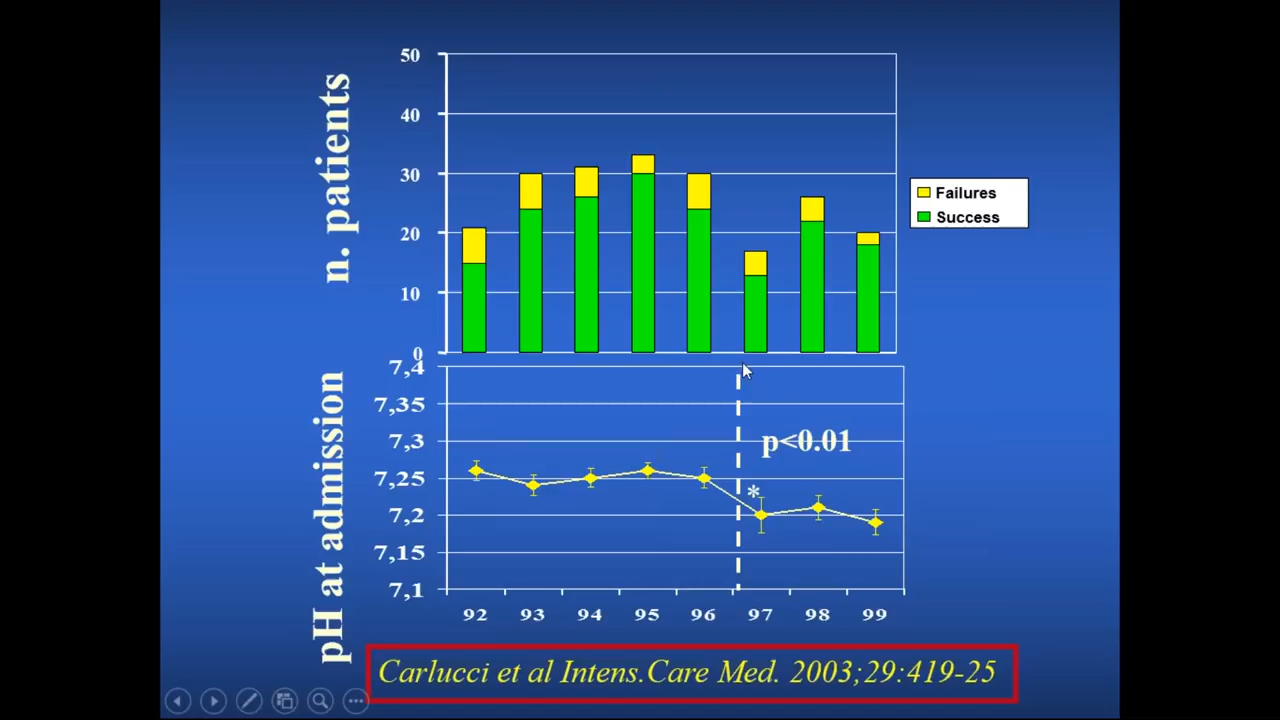 n. patients
50
40
30
20
10
0
Failures
Success
pH at admission
7,4
7,35
7,3
7,25
7,2
7,15
7,1
p<0.01
*
92 93 94 95 96 97 98 99
Carlucci et al Intens.Care Med. 2003;29:419-25